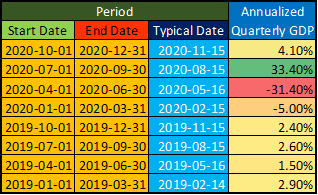 Period Annualized
Start Date End Date Typical Date Quarterly GDP
2020-10-01 2020-12-31 2020-11-15 4.10%
2020-07-01 2020-09-30 2020-08-15 33.40%
2020-04-01 2020-06-30 2020-05-16 -31.40%
2020-01-01 2020-03-31 2020-02-15 -5.00%
2019-10-01 2019-12-31 2019-11-15 2.40%
2019-07-01 2019-09-30 2019-08-15 2.60%
2019-04-01 2019-06-30 2019-05-16 1.50%
2019-01-01 2019-03-31 2019-02-14 2.90%